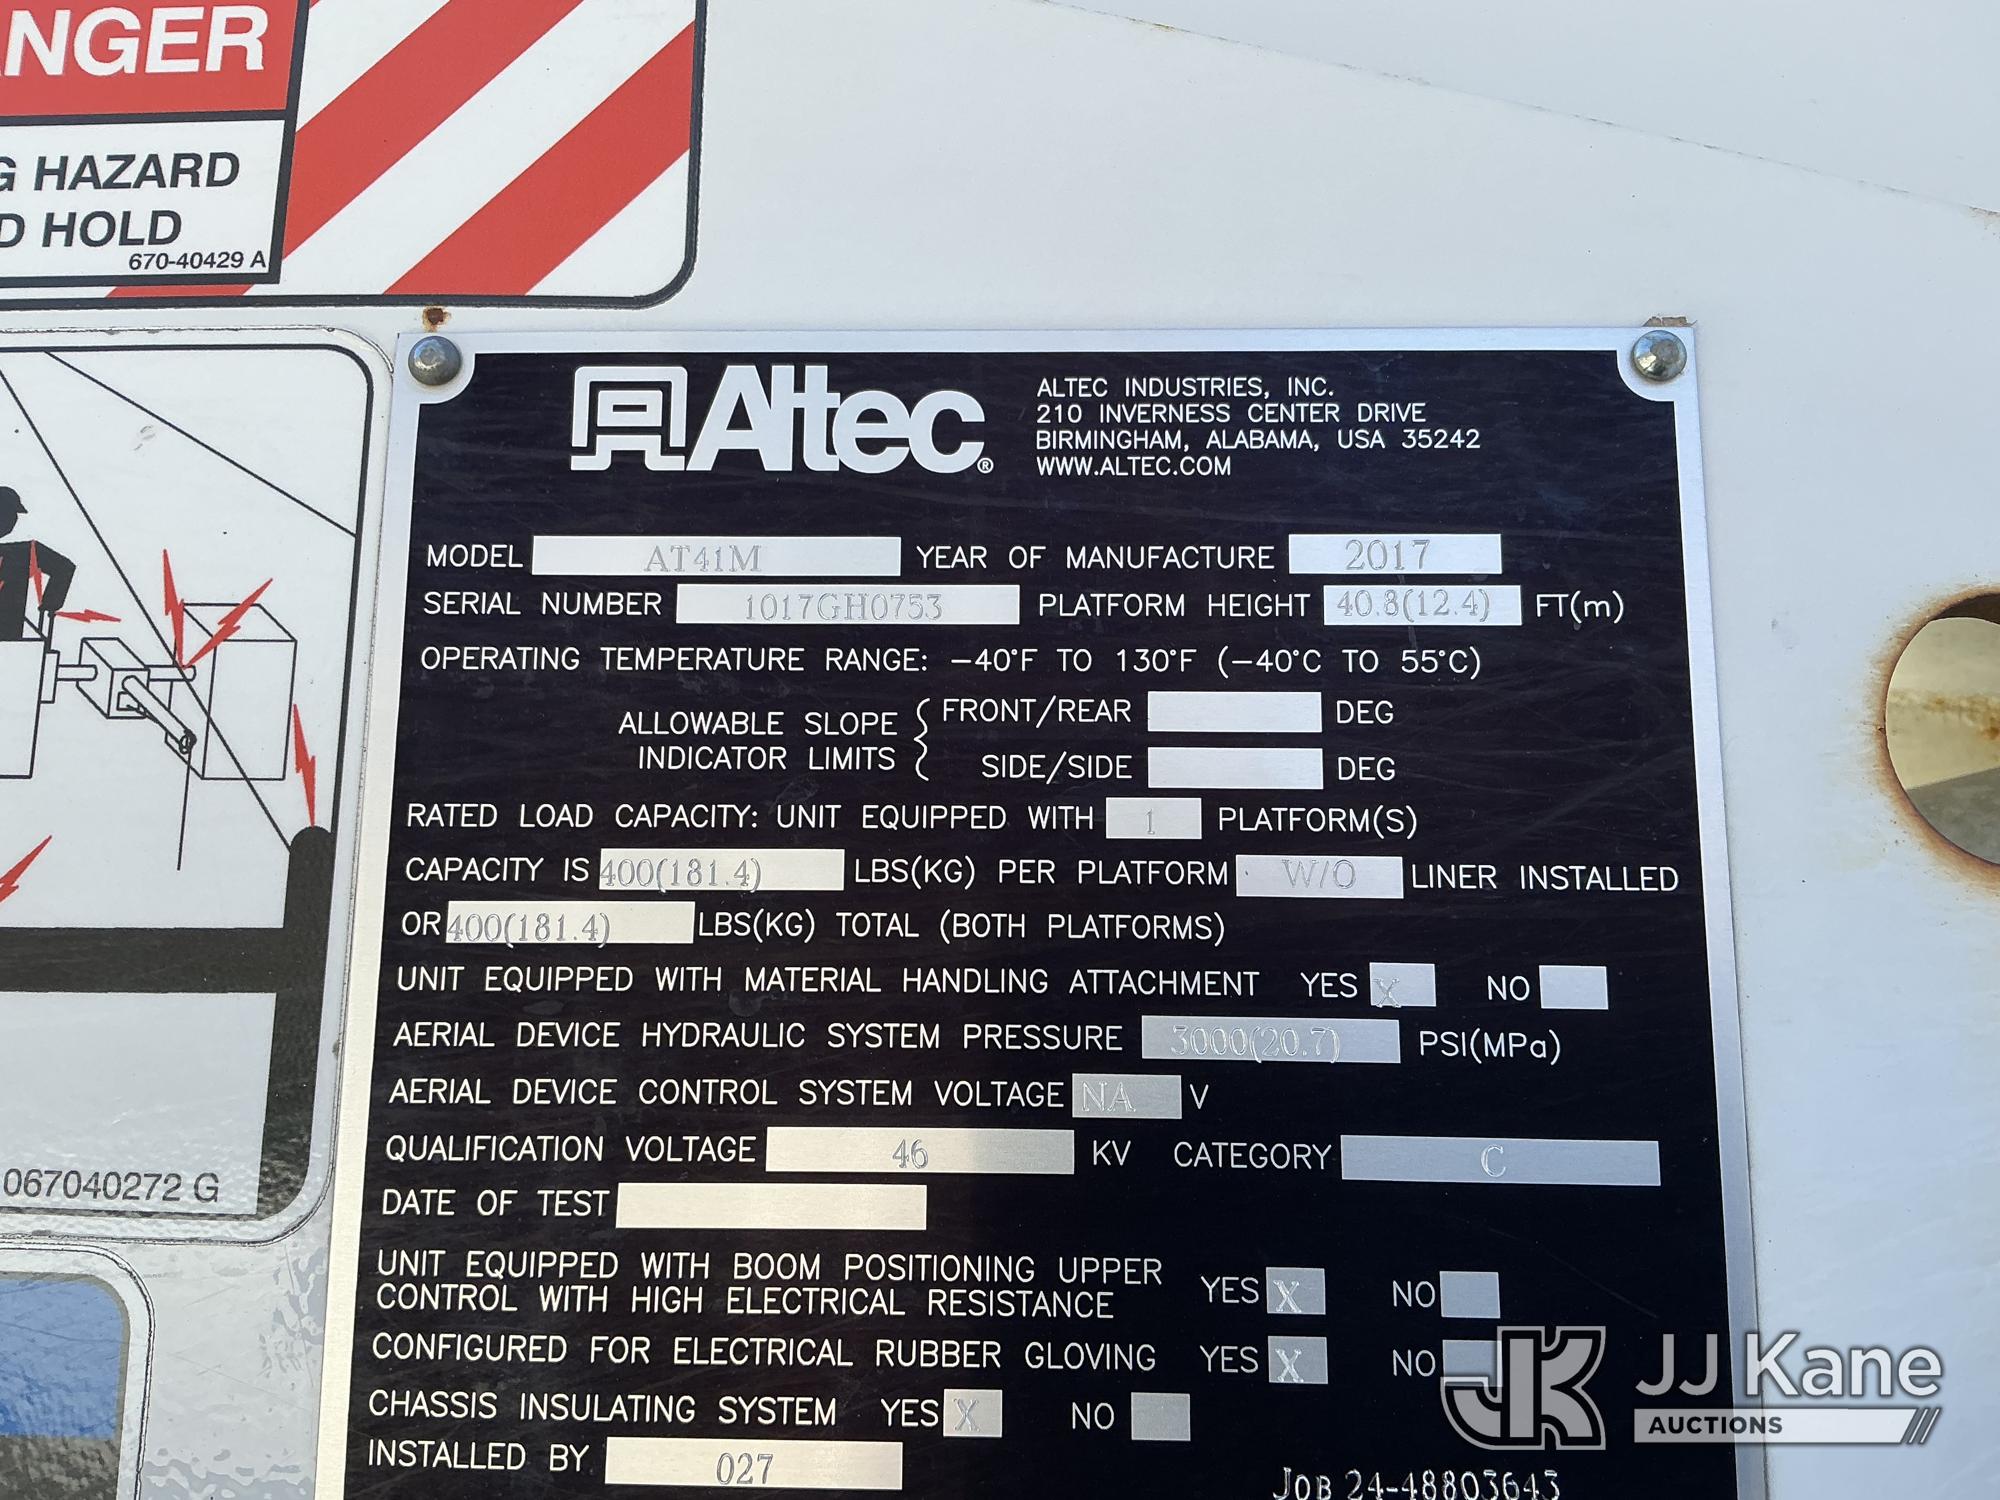 ANGER
G HAZARD
D HOLD
670-40429 A
Altec®
ALTEC INDUSTRIES, INC.
210 INVERNESS CENTER DRIVE
BIRMINGHAM, ALABAMA, USA 35242
WWW.ALTEC.COM
MODEL AT41M YEAR OF MANUFACTURE 2017
SERIAL NUMBER 1017GH0753 PLATFORM HEIGHT 40.8(12.4) FT(m)
OPERATING TEMPERATURE RANGE: -40°F TO 130°F (-40°C TO 55°C)
ALLOWABLE SLOPE INDICATOR LIMITS { FRONT/REAR DEG
SIDE/SIDE DEG
RATED LOAD CAPACITY: UNIT EQUIPPED WITH 1 PLATFORM(S)
CAPACITY IS 400(181.4) LBS(KG) PER PLATFORM W/O LINER INSTALLED
OR 400(181.4) LBS(KG) TOTAL (BOTH PLATFORMS)
UNIT EQUIPPED WITH MATERIAL HANDLING ATTACHMENT YES X NO
AERIAL DEVICE HYDRAULIC SYSTEM PRESSURE 3000(20.7) PSI(MPa)
AERIAL DEVICE CONTROL SYSTEM VOLTAGE NA V
QUALIFICATION VOLTAGE 46 KV CATEGORY C
DATE OF TEST
UNIT EQUIPPED WITH BOOM POSITIONING UPPER
CONTROL WITH HIGH ELECTRICAL RESISTANCE YES X NO
CONFIGURED FOR ELECTRICAL RUBBER GLOVING YES X NO
CHASSIS INSULATING SYSTEM YES X NO
INSTALLED BY 027
JOB 24-48803643
067040272 G
JK JJ Kane
AUCTIONS